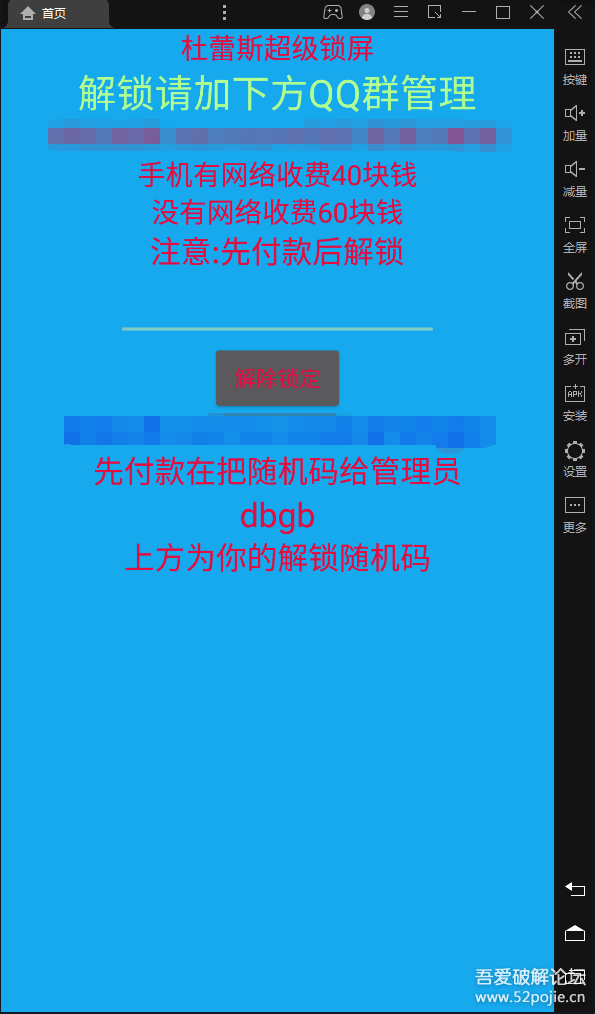 首页
杜蕾斯超级锁屏
解锁请加下方QQ群管理
手机有网络收费40块钱
没有网络收费60块钱
注意:先付款后解锁
解除锁定
先付款在把随机码给管理员
dbgb
上方为你的解锁随机码
按键
加量
减量
全屏
截图
多开
APK
安装
设置
更多
吾爱破解论坛
www.52pojie.cn